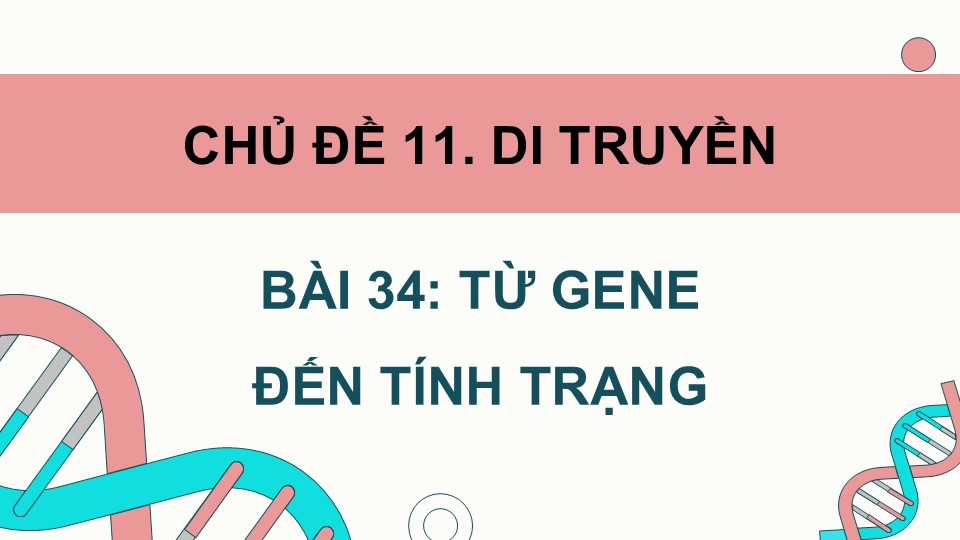 CHỦ ĐỀ 11. DI TRUYỀN
BÀI 34: TỪ GENE
ĐẾN TÍNH TRẠNG